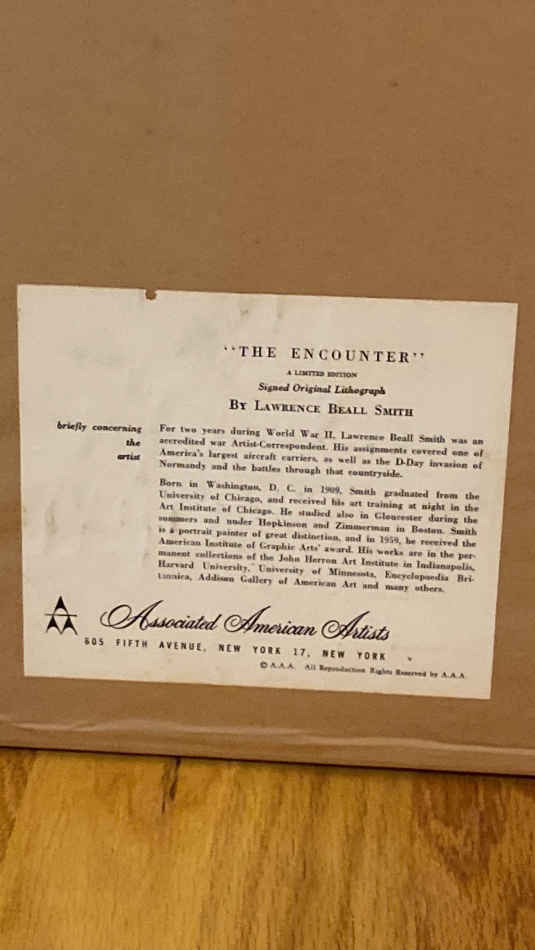 "THE ENCOUNTER"
A LIMITED EDITION
Signed Original Lithograph
By Lawrence Beall Smith
briefly concerning
the
artist
For two years during World War II, Lawrence Beall Smith was an
accredited war Artist-Correspondent. His assignments covered one of
America's largest aircraft carriers, as well as the D-Day invasion of
Normandy and the battles through that countryside.
Born in Washington, D. C. in 1909, Smith graduated from the
University of Chicago, and received his art training at night in the
Art Institute of Chicago. He studied also in Gloucester during the
summers and under Hopkinson and Zimmerman in Boston. Smith
is a portrait painter of great distinction, and in 1959, he received the
American Institute of Graphic Arts' award. His works are in the per-
manent collections of the John Herron Art Institute in Indianapolis,
Harvard University, University of Minnesota, Encyclopaedia Bri-
tannica, Addison Gallery of American Art and many others.
Associated American Artists
605 FIFTH AVENUE, NEW YORK 17, NEW YORK
© A.A.A. All Reproduction Rights Reserved by A.A.A.